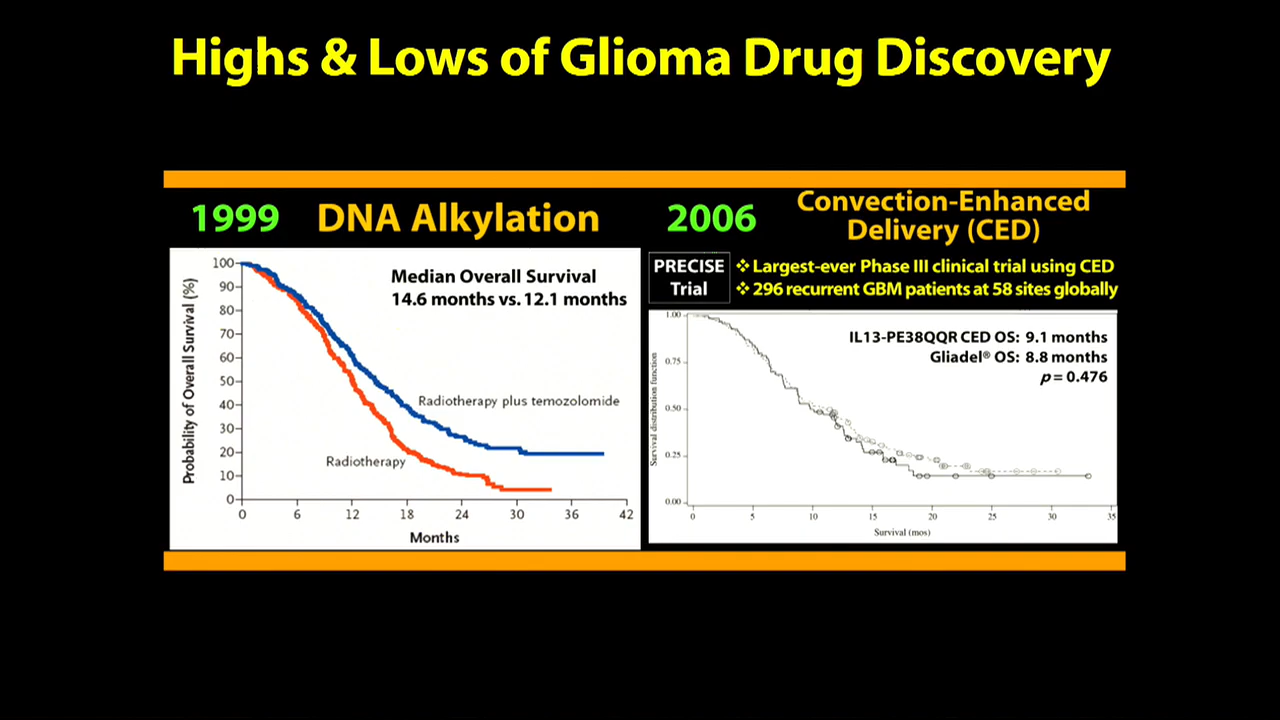 Highs & Lows of Glioma Drug Discovery
1999 DNA Alkylation
Median Overall Survival
14.6 months vs. 12.1 months
Probability of Overall Survival (%)
100
90
80
70
60
50
40
30
20
10
0
Radiotherapy plus temozolomide
Radiotherapy
0 6 12 18 24 30 36 42
Months
2006 Convection-Enhanced
Delivery (CED)
PRECISE
Trial
❖ Largest-ever Phase III clinical trial using CED
❖ 296 recurrent GBM patients at 58 sites globally
IL13-PE38QQR CED OS: 9.1 months
Gliadel® OS: 8.8 months
p = 0.476
Survival distribution function
1.00
0.75
0.50
0.25
0.00
0 5 10 15 20 25 30 35
Survival (mos)